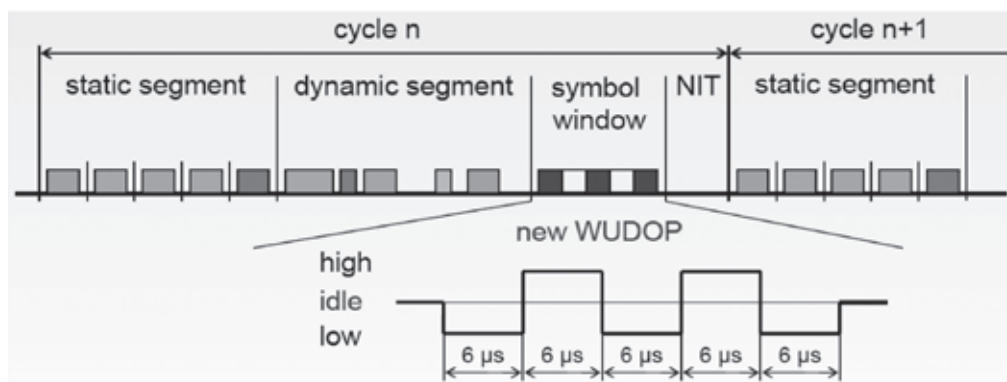 cycle n
cycle n+1
static segment
dynamic segment
symbol
window
NIT
static segment
new WUDOP
high
idle
low
6 µs
6 µs
6 µs
6 µs
6 µs